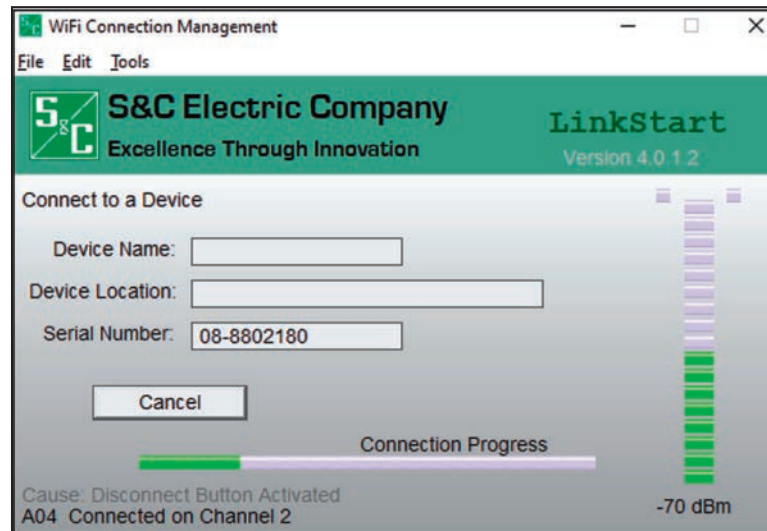 WiFi Connection Management
File Edit Tools
S&C
S&C Electric Company
Excellence Through Innovation
LinkStart
Version 4.0.1.2
Connect to a Device
Device Name:
Device Location:
Serial Number: 08-8802180
Cancel
Connection Progress
Cause: Disconnect Button Activated
A04 Connected on Channel 2
-70 dBm